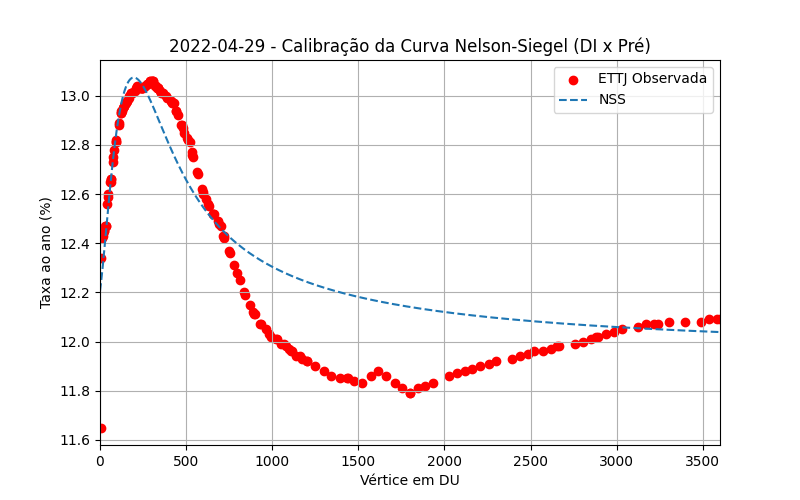 2022-04-29 - Calibração da Curva Nelson-Siegel (DI x Pré)
ETTJ Observada
NSS
Taxa ao ano (%)
13.0
12.8
12.6
12.4
12.2
12.0
11.8
11.6
0 500 1000 1500 2000 2500 3000 3500
Vértice em DU